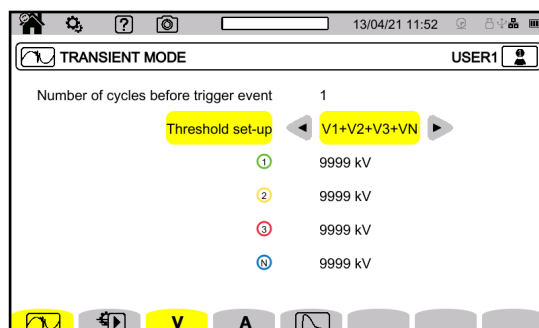 ?
13/04/21 11:52
TRANSIENT MODE
USER1
Number of cycles before trigger event 1
Threshold set-up V1+V2+V3+VN
1 9999 kV
2 9999 kV
3 9999 kV
N 9999 kV
V A